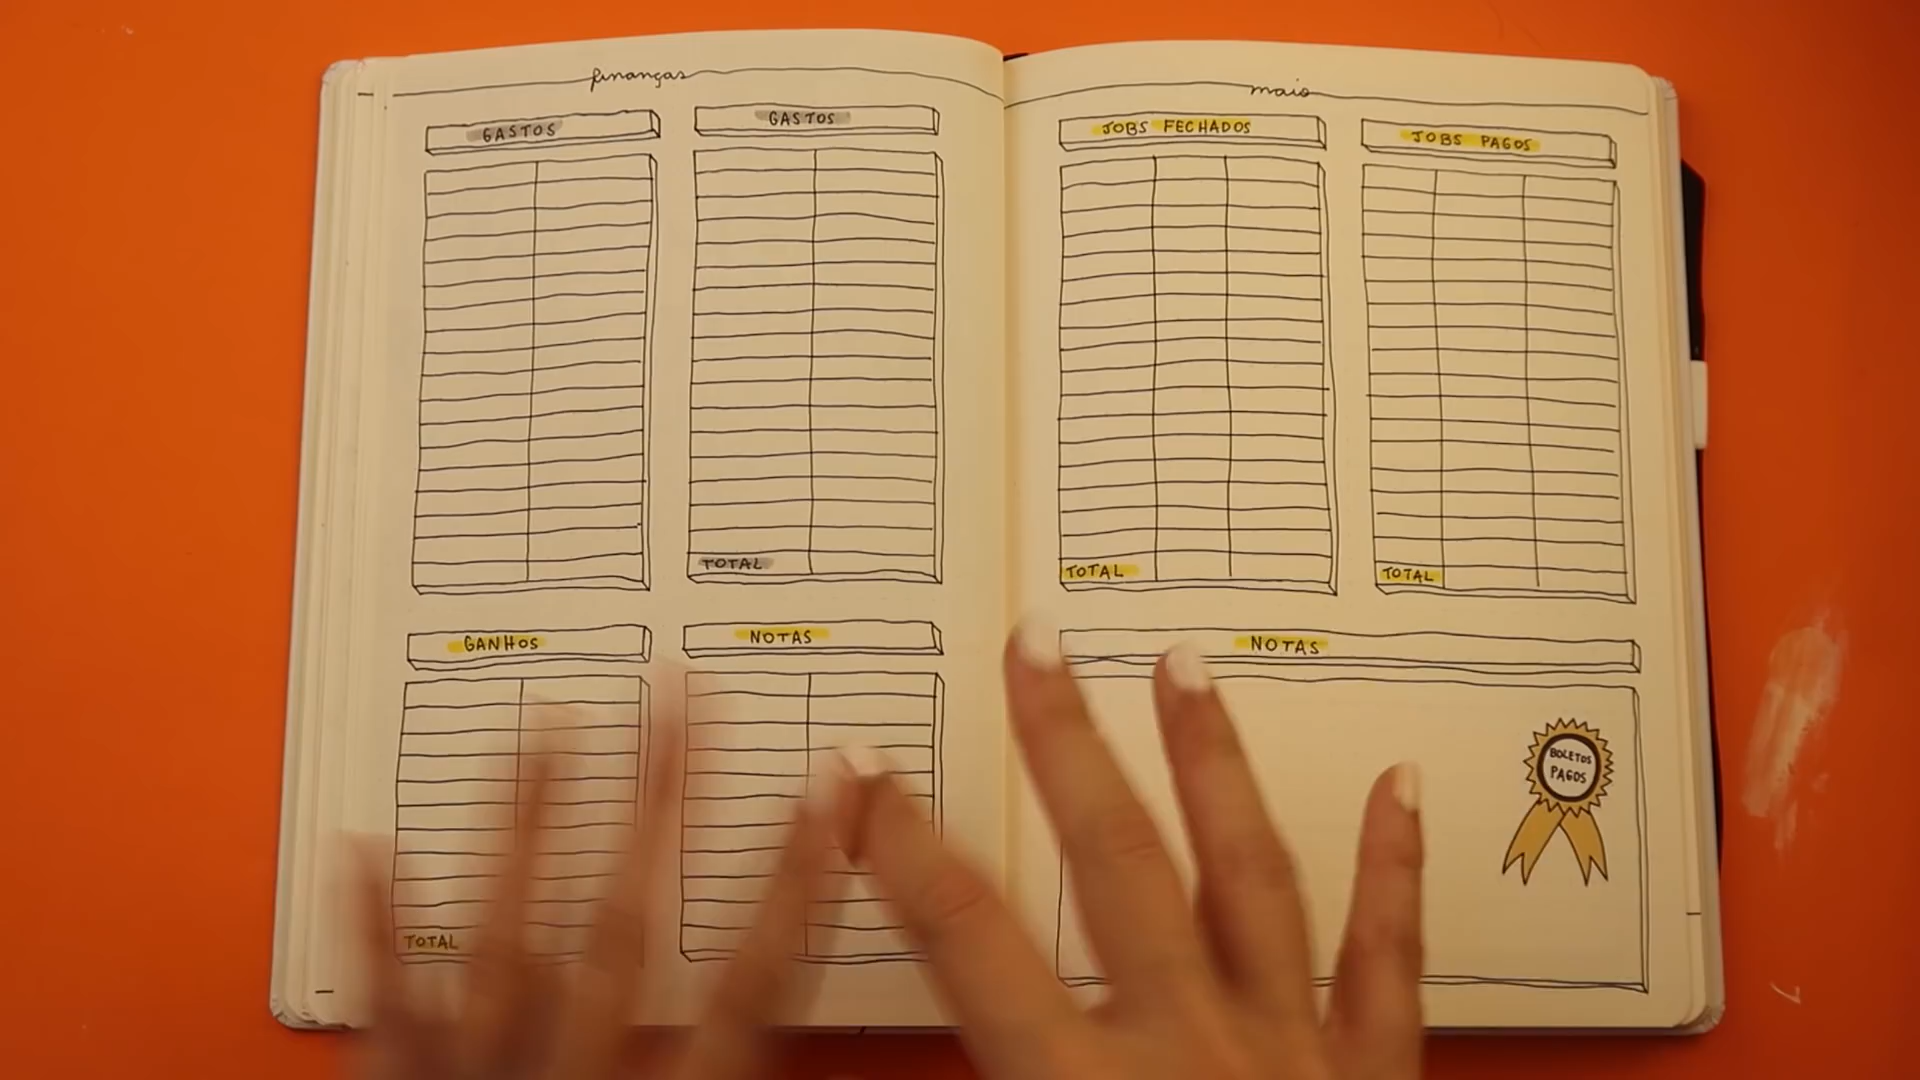 finanças
GASTOS
GASTOS
TOTAL
GANHOS
TOTAL
NOTAS
maio
JOBS FECHADOS
TOTAL
JOBS PAGOS
TOTAL
NOTAS
BOLETOS
PAGOS